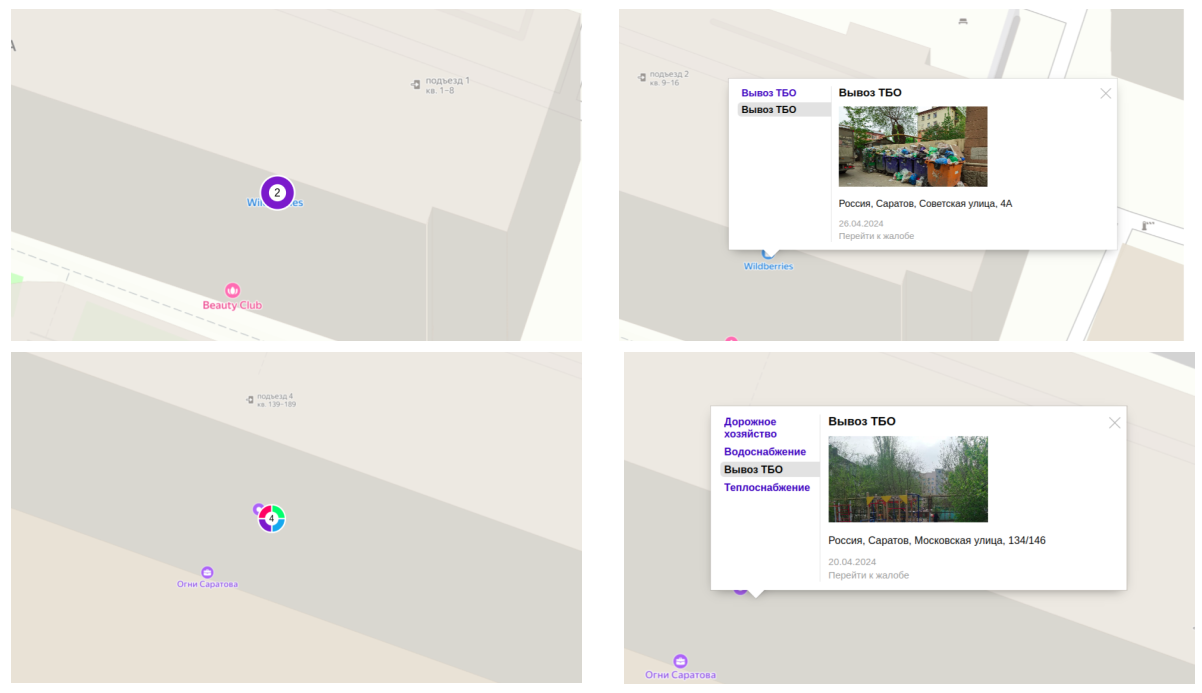 подъезд 1
кв. 1–8
2
Wildberries
Beauty Club
подъезд 2
кв. 9–16
Вывоз ТБО
Вывоз ТБО
Вывоз ТБО
Россия, Саратов, Советская улица, 4А
26.04.2024
Перейти к жалобе
Wildberries
подъезд 4
кв. 139–189
4
Огни Саратова
Дорожное
хозяйство
Водоснабжение
Вывоз ТБО
Теплоснабжение
Вывоз ТБО
Россия, Саратов, Московская улица, 134/146
20.04.2024
Перейти к жалобе
Огни Саратова